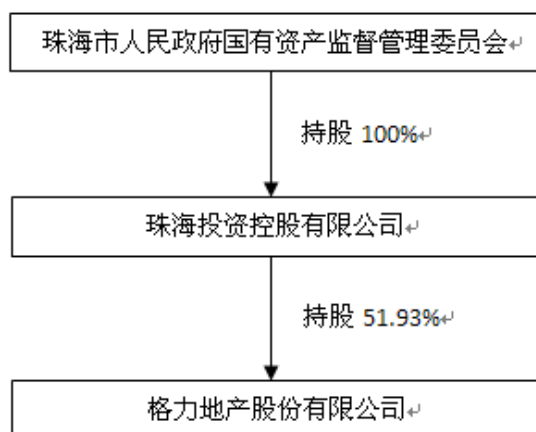 珠海市人民政府国有资产监督管理委员会
持股 100%
珠海投资控股有限公司
持股 51.93%
格力地产股份有限公司